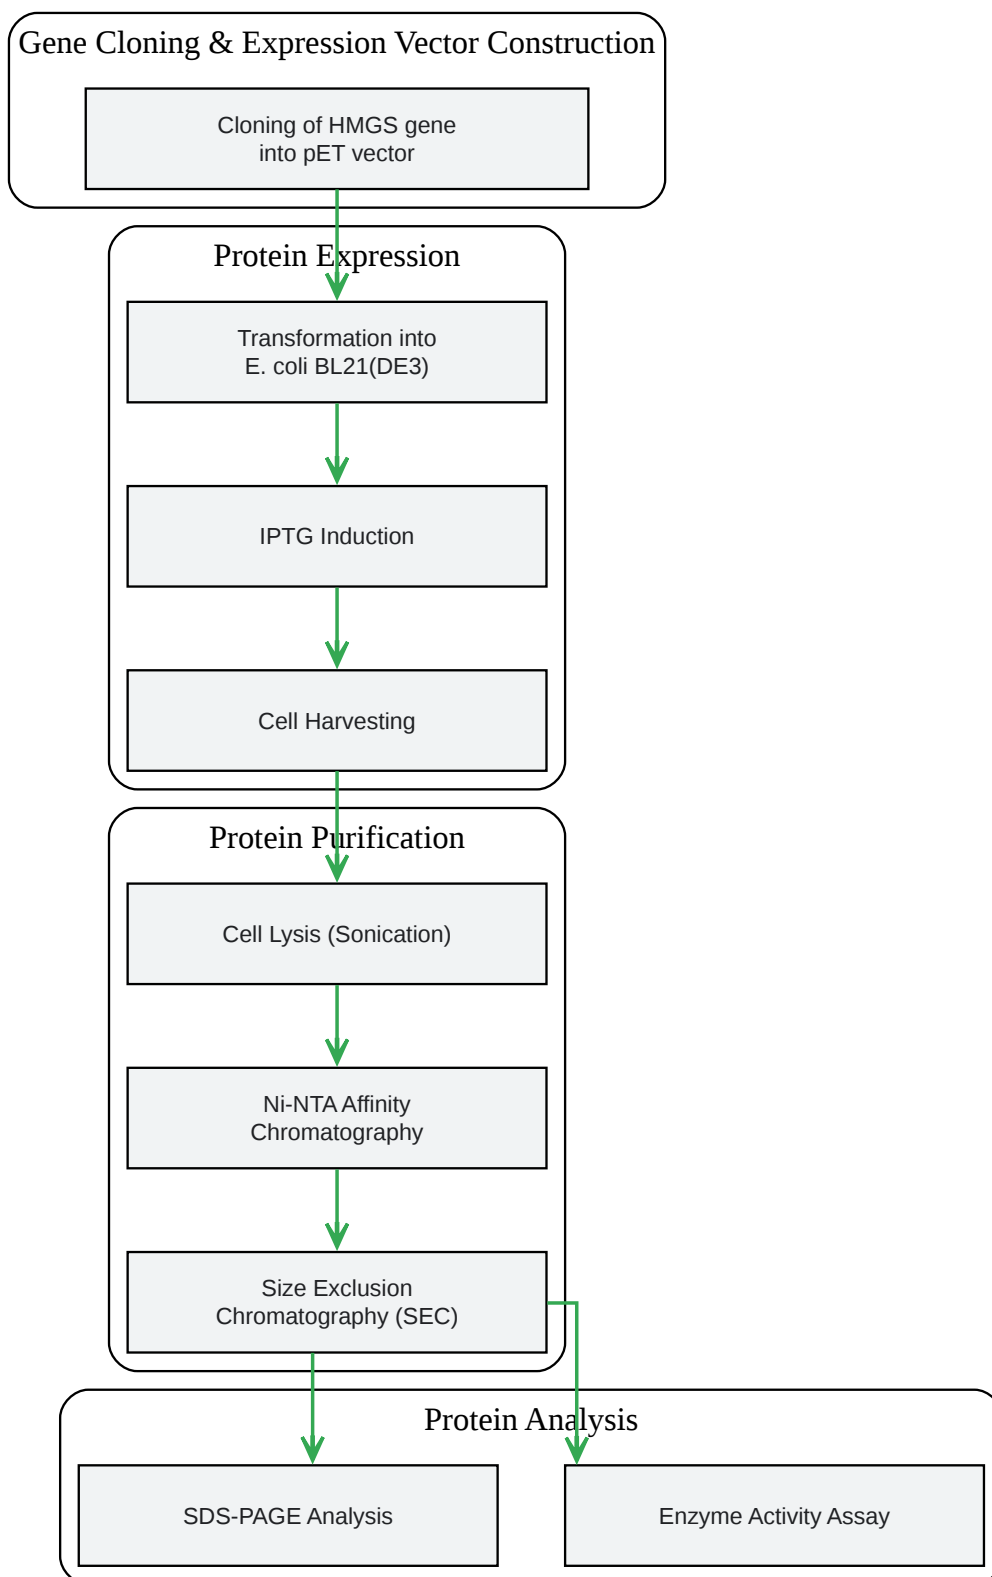 Gene Cloning & Expression Vector Construction
Cloning of HMGS gene
into pET vector
Protein Expression
Transformation into
E. coli BL21(DE3)
IPTG Induction
Cell Harvesting
Protein Purification
Cell Lysis (Sonication)
Ni-NTA Affinity
Chromatography
Size Exclusion
Chromatography (SEC)
Protein Analysis
SDS-PAGE Analysis
Enzyme Activity Assay